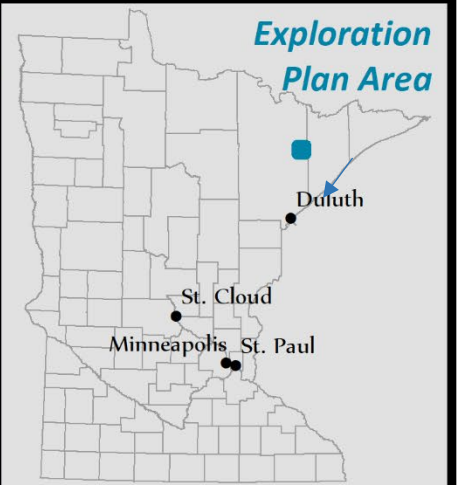 Exploration
Plan Area
Duluth
St. Cloud
Minneapolis St. Paul